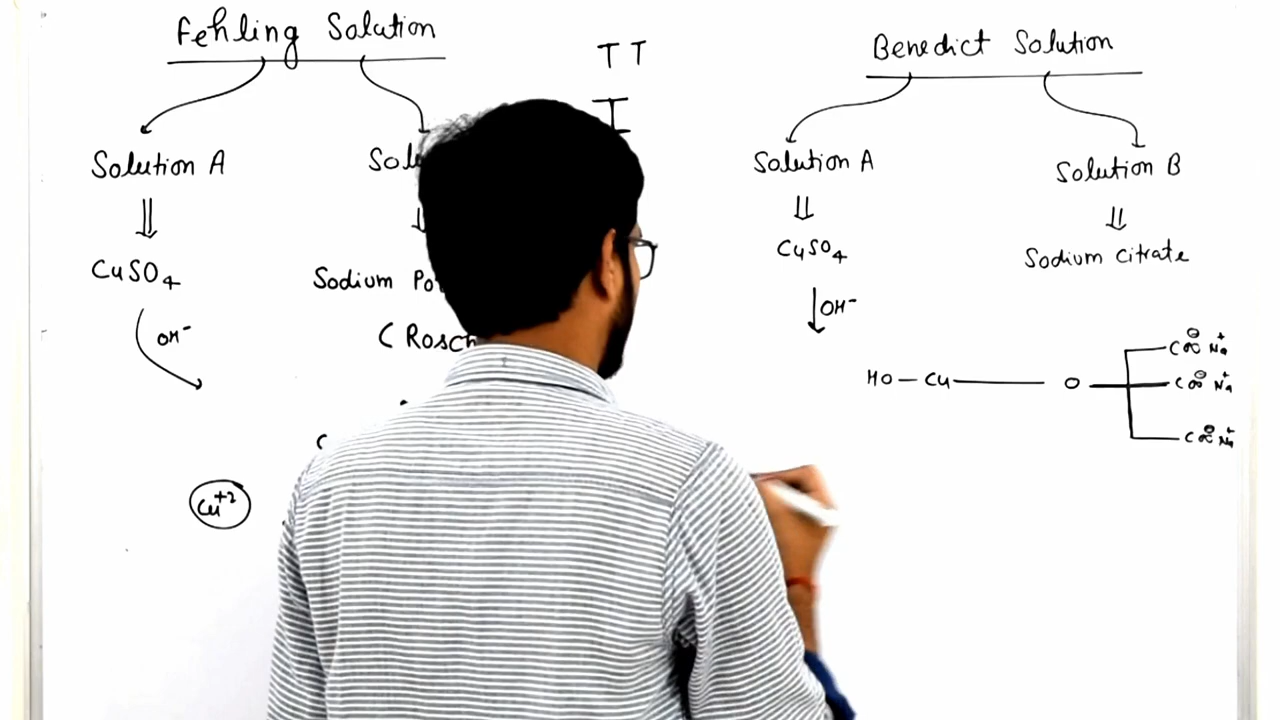 Fehling Solution
TT
I
Benedict Solution
Solution A
Solution A
Solution B
CuSO4
Sodium
CuSO4
Sodium Citrate
OH-
(
OH-
HO-Cu
O
COO⊖ Na+
COO⊖ Na+
COO⊖ Na+
(
Cu+2